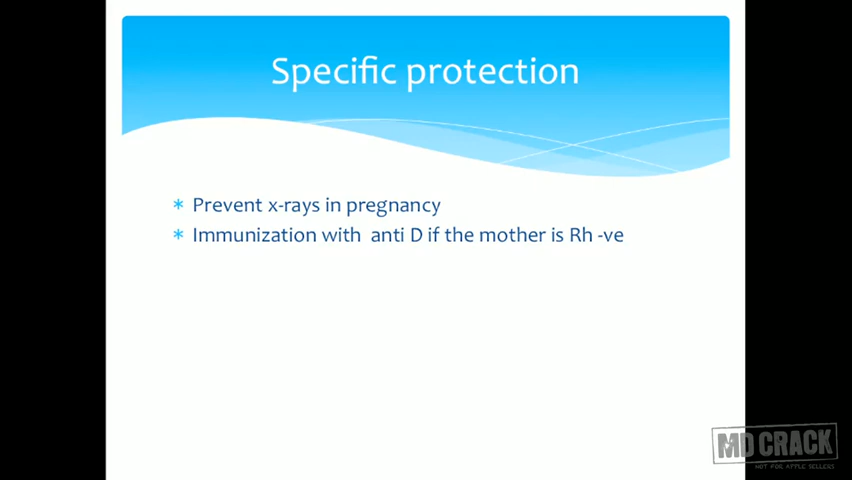 Specific protection
* Prevent x-rays in pregnancy
* Immunization with anti D if the mother is Rh -ve
MD CRACK
NOT FOR APPLE SELLERS